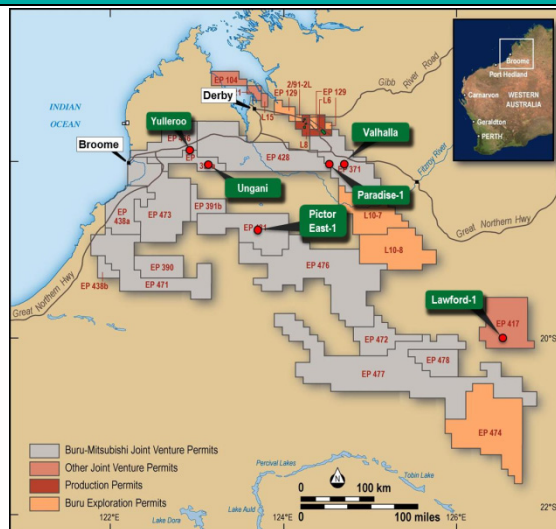 EP 104
2/91-2L
EP 129
EP 129
L6
Gibb
River
Road
Derby
L15
INDIAN
OCEAN
Yulleroo
Valhalla
L8
Broome
EP 428
EP 371
Fitzroy River
Ungani
Paradise-1
Great Northern Hwy
EP
438a
EP
473
EP 391b
L10-7
Pictor
East-1
L10-8
EP 390
EP 476
EP
438b
EP 471
Great Northern Hwy
Lawford-1
EP 417
20°S
EP 472
EP 478
EP 477
EP 474
Buru-Mitsubishi Joint Venture Permits
Other Joint Venture Permits
Production Permits
Buru Exploration Permits
Percival Lakes
Tobin Lake
N
0
100 km
0
100 miles
Lake Auld
Lake Dora
122°E
124°E
126°E
22°S
Broome
Port Hedland
Carnarvon
WESTERN
AUSTRALIA
Geraldton
PERTH